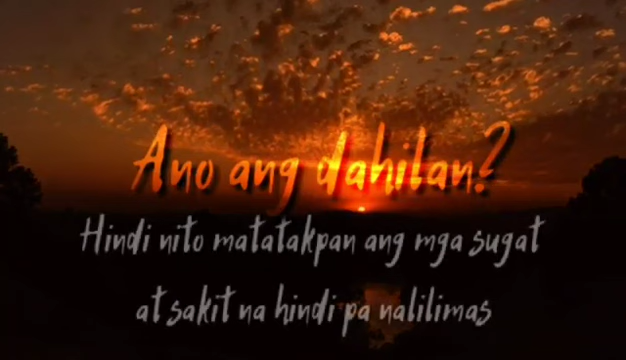 Ano ang dahilan?
Hindi nito matatakpan ang mga sugat
at sakit na hindi pa nalilimas